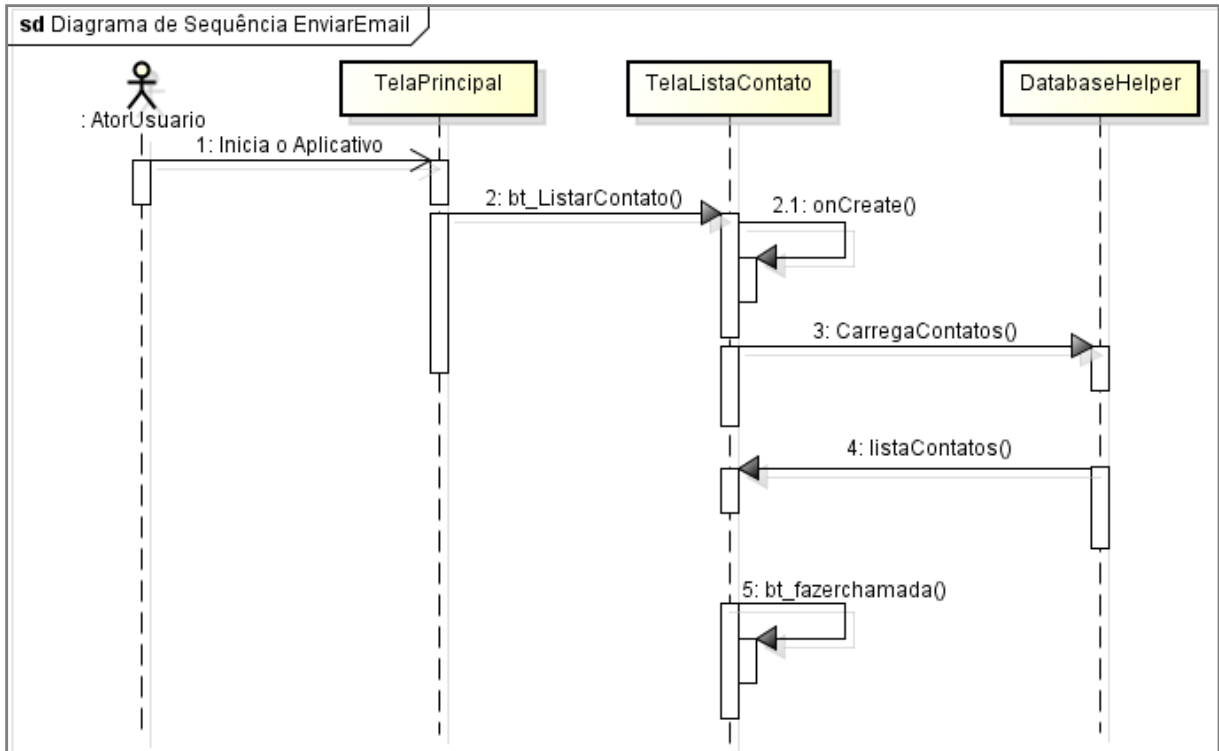 sd Diagrama de Sequência EnviarEmail
: AtorUsuario
TelaPrincipal
TelaListaContato
DatabaseHelper
1: Inicia o Aplicativo
2: bt_ListarContato()
2.1: onCreate()
3: CarregaContatos()
4: listaContatos()
5: bt_fazerchamada()